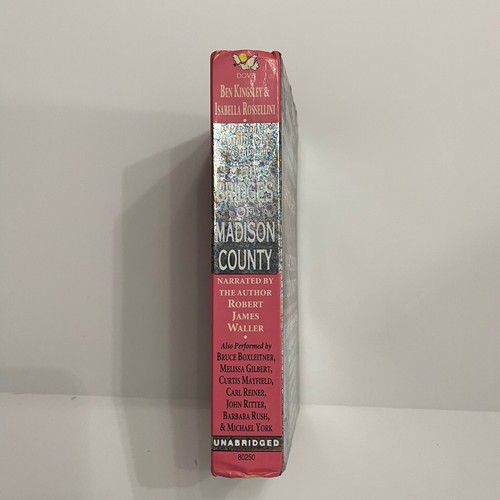 DOVE
BEN KINGSLEY &
ISABELLA ROSSELLINI
BRIDGES
OF
MADISON
COUNTY
NARRATED BY
THE AUTHOR
ROBERT
JAMES
WALLER
Also Performed by
BRUCE BOXLEITNER,
MELISSA GILBERT,
CURTIS MAYFIELD,
CARL REINER,
JOHN RITTER,
BARBARA RUSH,
& MICHAEL YORK
UNABRIDGED
80250